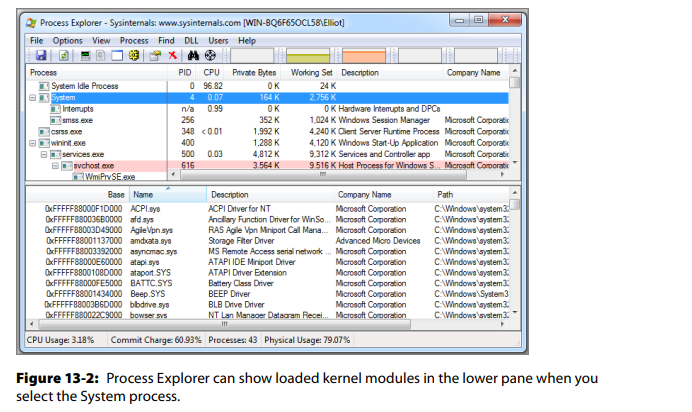 Process Explorer - Sysinternals: www.sysinternals.com [WIN-BQ6F65OCL58\Elliot]
File Options View Process Find DLL Users Help
Process PID CPU Private Bytes Working Set Description Company Name
System Idle Process 0 96.82 0 K 24 K
System 4 0.07 164 K 2,756 K
Interrupts n/a 0.99 0 K 0 K Hardware Interrupts and DPCs
smss.exe 256 352 K 1,024 K Windows Session Manager Microsoft Corporatic
csrss.exe 348 < 0.01 1,992 K 4,240 K Client Server Runtime Process Microsoft Corporatic
wininit.exe 400 1,288 K 4,120 K Windows Start-Up Application Microsoft Corporatic
services.exe 500 0.03 4,812 K 9,312 K Services and Controller app Microsoft Corporatic
svchost.exe 616 3,564 K 9,516 K Host Process for Windows S... Microsoft Corporatic
WmiPrvSE.exe
Base Name Description Company Name Path
0xFFFFF88000F1D000 ACPI.sys ACPI Driver for NT Microsoft Corporation C:\Windows\system3
0xFFFFF880036B0000 afd.sys Ancillary Function Driver for WinSo... Microsoft Corporation C:\Windows\system3
0xFFFFF88003D49000 AgileVpn.sys RAS Agile Vpn Miniport Call Mana... Microsoft Corporation C:\Windows\system3
0xFFFFF88001137000 amdxata.sys Storage Filter Driver Advanced Micro Devices C:\Windows\system3
0xFFFFF88003392000 asyncmac.sys MS Remote Access serial network ... Microsoft Corporation C:\Windows\system3
0xFFFFF88000E60000 atapi.sys ATAPI IDE Miniport Driver Microsoft Corporation C:\Windows\system3
0xFFFFF8800108D000 ataport.SYS ATAPI Driver Extension Microsoft Corporation C:\Windows\system3
0xFFFFF88000FE5000 BATTC.SYS Battery Class Driver Microsoft Corporation C:\Windows\system3
0xFFFFF88001434000 Beep.SYS BEEP Driver Microsoft Corporation C:\Windows\System3
0xFFFFF88003B6D000 blbdrive.sys BLB Drive Driver Microsoft Corporation C:\Windows\system3
0xFFFFF880022C9000 bowser.sys NT Lan Manager Datagram Recei... Microsoft Corporation C:\Windows\system3
CPU Usage: 3.18% Commit Charge: 60.93% Processes: 43 Physical Usage: 79.07%
Figure 13-2: Process Explorer can show loaded kernel modules in the lower pane when you
select the System process.